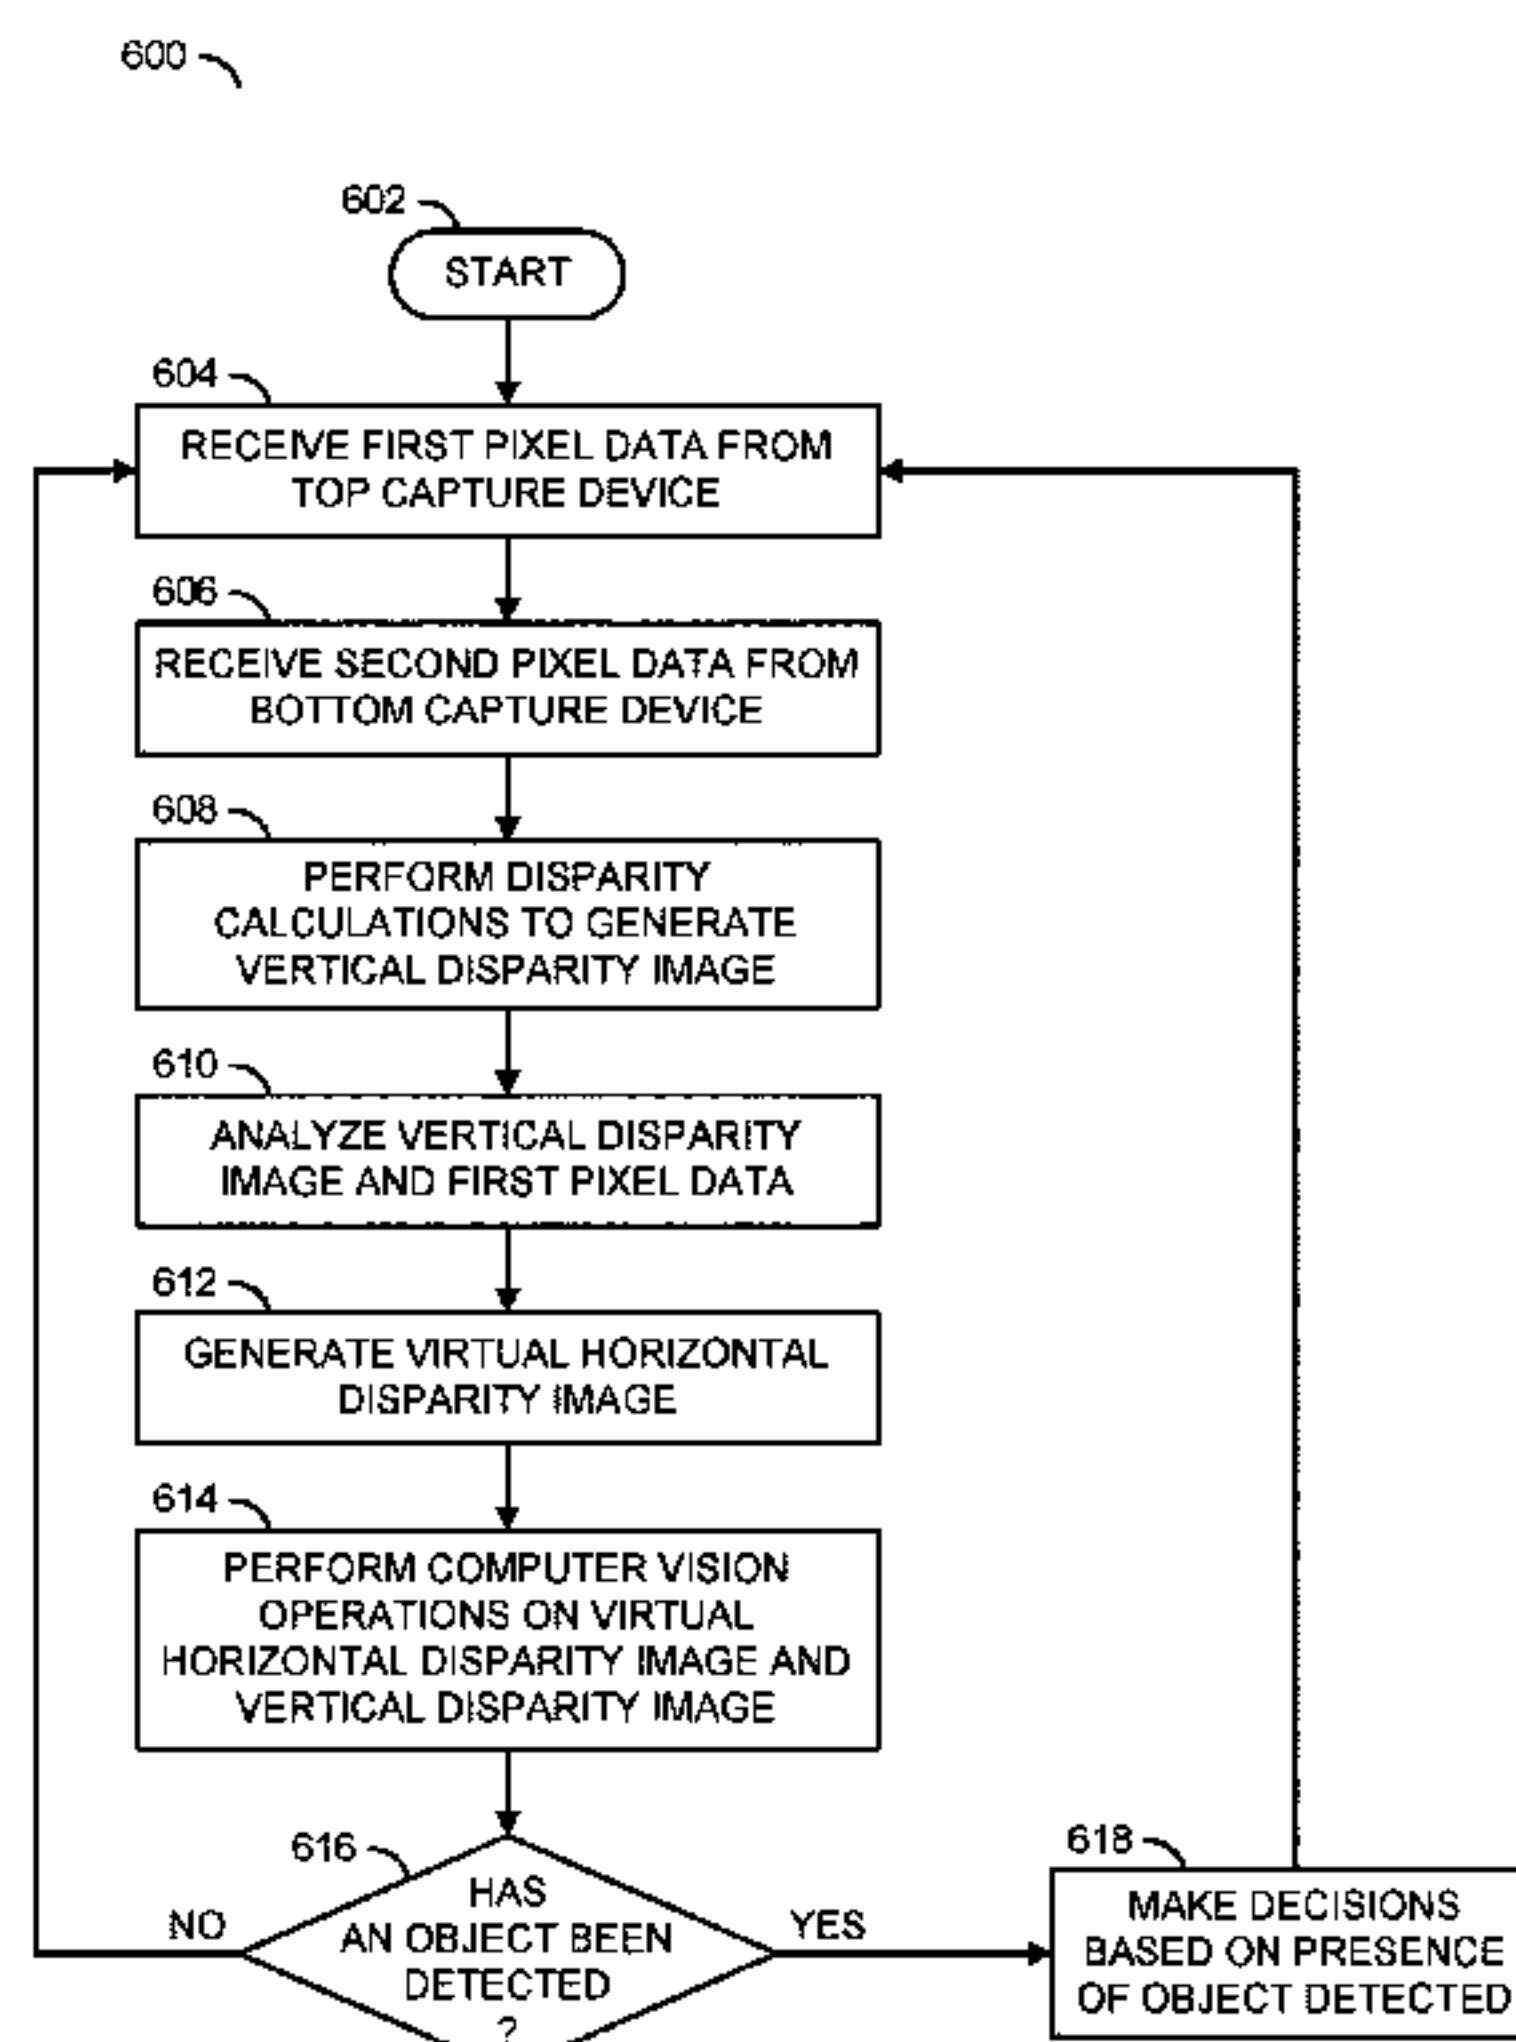 600
602
START
604
RECEIVE FIRST PIXEL DATA FROM
TOP CAPTURE DEVICE
606
RECEIVE SECOND PIXEL DATA FROM
BOTTOM CAPTURE DEVICE
608
PERFORM DISPARITY
CALCULATIONS TO GENERATE
VERTICAL DISPARITY IMAGE
610
ANALYZE VERTICAL DISPARITY
IMAGE AND FIRST PIXEL DATA
612
GENERATE VIRTUAL HORIZONTAL
DISPARITY IMAGE
614
PERFORM COMPUTER VISION
OPERATIONS ON VIRTUAL
HORIZONTAL DISPARITY IMAGE AND
VERTICAL DISPARITY IMAGE
616
HAS
AN OBJECT BEEN
DETECTED
?
NO
YES
618
MAKE DECISIONS
BASED ON PRESENCE
OF OBJECT DETECTED